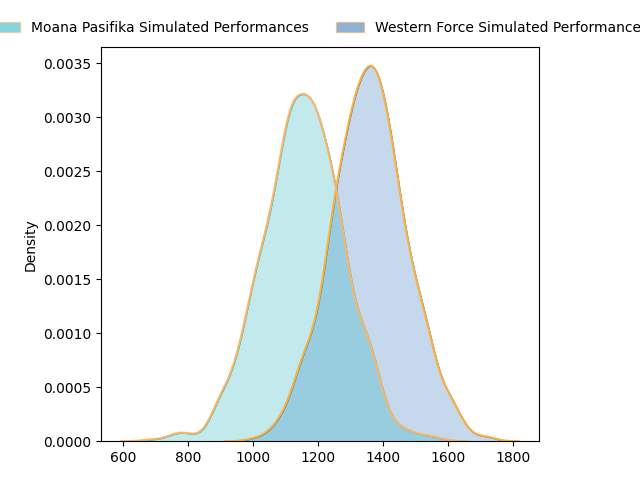 Moana Pasifika Simulated Performances
Western Force Simulated Performance
0.0035
0.0030
0.0025
0.0020
0.0015
0.0010
0.0005
0.0000
Density
600 800 1000 1200 1400 1600 1800